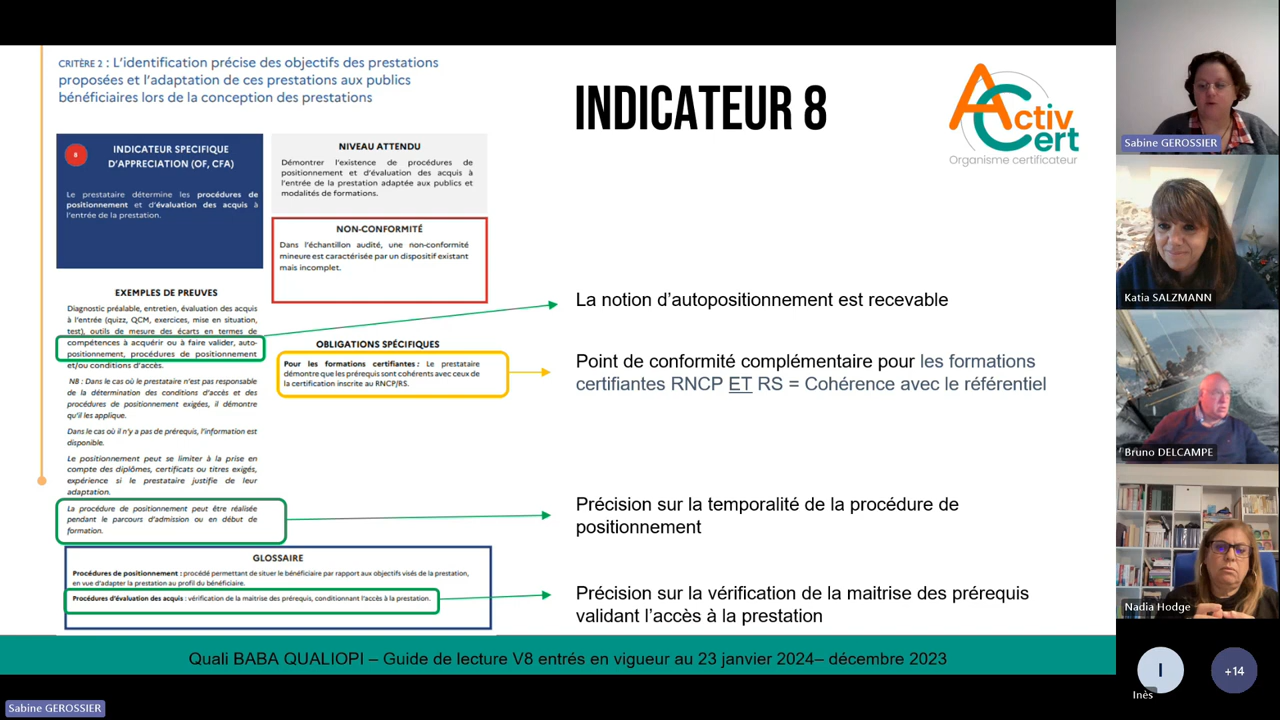 CRITÈRE 2 : L'identification précise des objectifs des prestations
proposées et l'adaptation de ces prestations aux publics
bénéficiaires lors de la conception des prestations
INDICATEUR 8
Activ
Cert
Organisme certificateur
8
INDICATEUR SPECIFIQUE
D'APPRECIATION (OF, CFA)
Le prestataire détermine les procédures de
positionnement et d'évaluation des acquis à
l'entrée de la prestation.
NIVEAU ATTENDU
Démontrer l'existence de procédures de
positionnement et d'évaluation des acquis à
l'entrée de la prestation adaptée aux publics et
modalités de formations.
NON-CONFORMITÉ
Dans l'échantillon audité, une non-conformité
mineure est caractérisée par un dispositif existant
mais incomplet.
EXEMPLES DE PREUVES
Diagnostic préalable, entretien, évaluation des acquis
à l'entrée (quizz, QCM, exercices, mise en situation,
test), outils de mesure des écarts en termes de
compétences à acquérir ou à faire valider, auto-
positionnement, procédures de positionnement
et/ou conditions d'accès.
NB : Dans le cas où le prestataire n'est pas responsable
de la détermination des conditions d'accès et des
procédures de positionnement exigées, il démontre
qu'il les applique.
Dans le cas où il n'y a pas de prérequis, l'information est
disponible.
Le positionnement peut se limiter à la prise en
compte des diplômes, certificats ou titres exigés,
expérience si le prestataire justifie de leur
adaptation.
La procédure de positionnement peut être réalisée
pendant le parcours d'admission ou en début de
formation.
OBLIGATIONS SPÉCIFIQUES
Pour les formations certifiantes : Le prestataire
démontre que les prérequis sont cohérents avec ceux de
la certification inscrite au RNCP/RS.
GLOSSAIRE
Procédures de positionnement : procédé permettant de situer le bénéficiaire par rapport aux objectifs visés de la prestation,
en vue d'adapter la prestation au profil du bénéficiaire.
Procédures d'évaluation des acquis : vérification de la maitrise des prérequis, conditionnant l'accès à la prestation.
La notion d'autopositionnement est recevable
Point de conformité complémentaire pour les formations
certifiantes RNCP ET RS = Cohérence avec le référentiel
Précision sur la temporalité de la procédure de
positionnement
Précision sur la vérification de la maitrise des prérequis
validant l'accès à la prestation
Quali BABA QUALIOPI – Guide de lecture V8 entrés en vigueur au 23 janvier 2024– décembre 2023
Sabine GEROSSIER
Sabine GEROSSIER
Katia SALZMANN
Bruno DELCAMPE
Nadia Hodge
I
Inès
+14